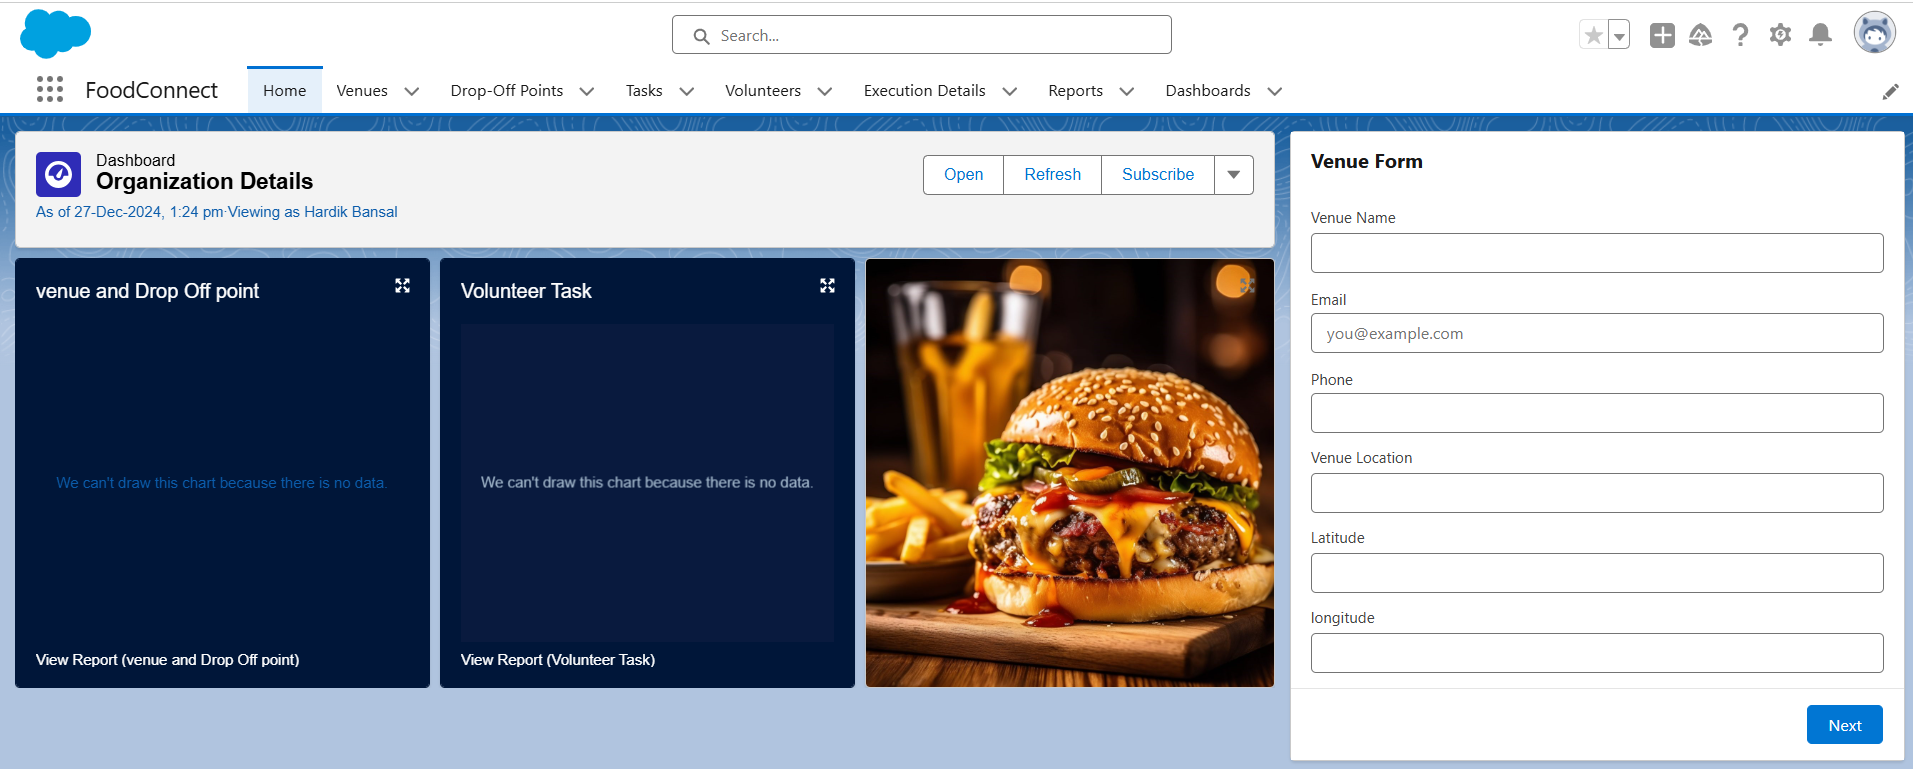 Search...
FoodConnect
Home
Venues
Drop-Off Points
Tasks
Volunteers
Execution Details
Reports
Dashboards
Dashboard
Organization Details
As of 27-Dec-2024, 1:24 pm·Viewing as Hardik Bansal
Open
Refresh
Subscribe
venue and Drop Off point
We can't draw this chart because there is no data.
View Report (venue and Drop Off point)
Volunteer Task
We can't draw this chart because there is no data.
View Report (Volunteer Task)
Venue Form
Venue Name
Email
you@example.com
Phone
Venue Location
Latitude
longitude
Next